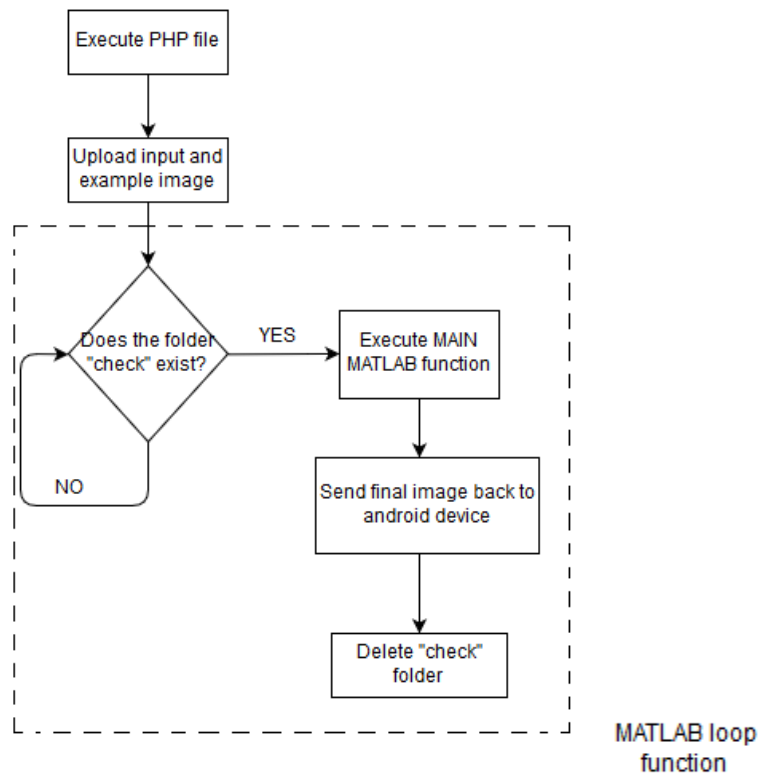 Execute PHP file
Upload input and
example image
Does the folder
"check" exist?
YES
NO
Execute MAIN
MATLAB function
Send final image back to
android device
Delete "check"
folder
MATLAB loop
function